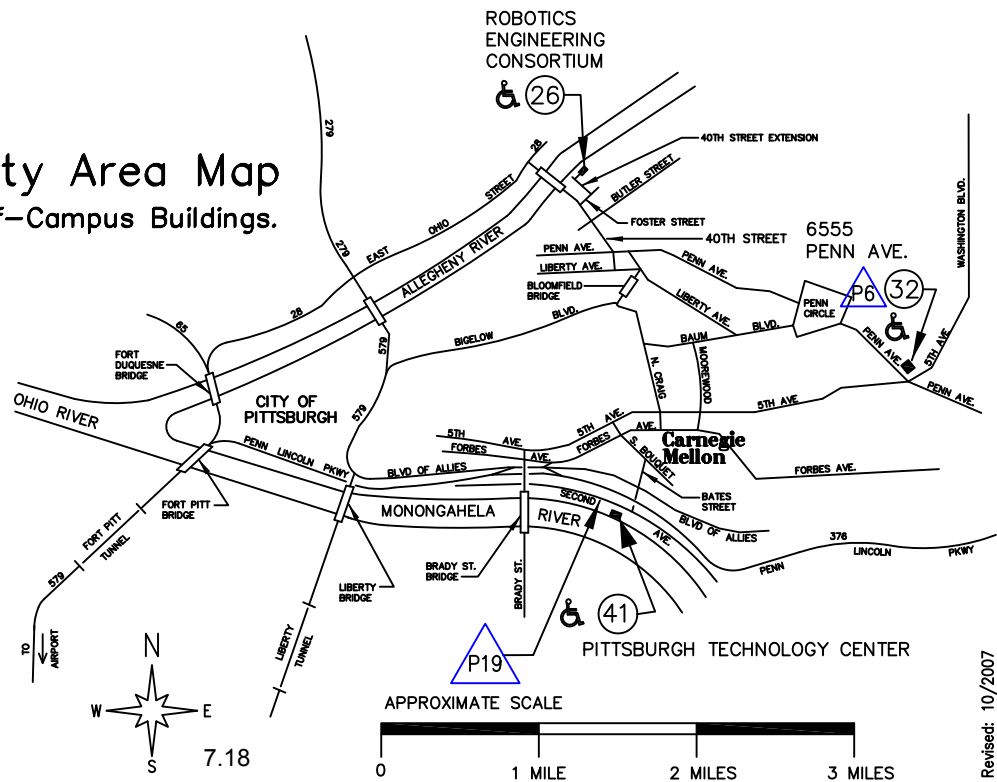 ROBOTICS
ENGINEERING
CONSORTIUM
26
ty Area Map
f-Campus Buildings.
279
28
40TH STREET EXTENSION
BUTLER STREET
STREET
OHIO
EAST
FOSTER STREET
40TH STREET
6555
PENN AVE.
WASHINGTON BLVD.
279
ALLEGHENY RIVER
PENN AVE.
PENN AVE.
LIBERTY AVE.
BLOOMFIELD
BRIDGE
LIBERTY AVE.
PENN
CIRCLE
P6
32
28
65
BLVD.
BIGELOW
BAUM
BLVD.
579
PENN AVE.
5TH AVE.
PENN AVE.
FORT
DUQUESNE
BRIDGE
N. CRAIG
MOOREWOOD
OHIO RIVER
CITY OF
PITTSBURGH
579
5TH AVE.
5TH AVE.
5TH AVE.
FORBES AVE.
FORBES AVE.
Carnegie
Mellon
S. BOUQUET
PENN LINCOLN PKWY
BLVD OF ALLIES
FORBES AVE.
FORT PITT
BRIDGE
MONONGAHELA
RIVER
SECOND
AVE.
BATES
STREET
BLVD OF ALLIES
FORT PITT
TUNNEL
579
376
PENN
LINCOLN
PKWY
BRADY ST.
BRIDGE
BRADY ST.
LIBERTY
BRIDGE
LIBERTY
TUNNEL
TO
AIRPORT
41
PITTSBURGH TECHNOLOGY CENTER
P19
N
W
E
S
7.18
APPROXIMATE SCALE
0
1 MILE
2 MILES
3 MILES
Revised: 10/2007